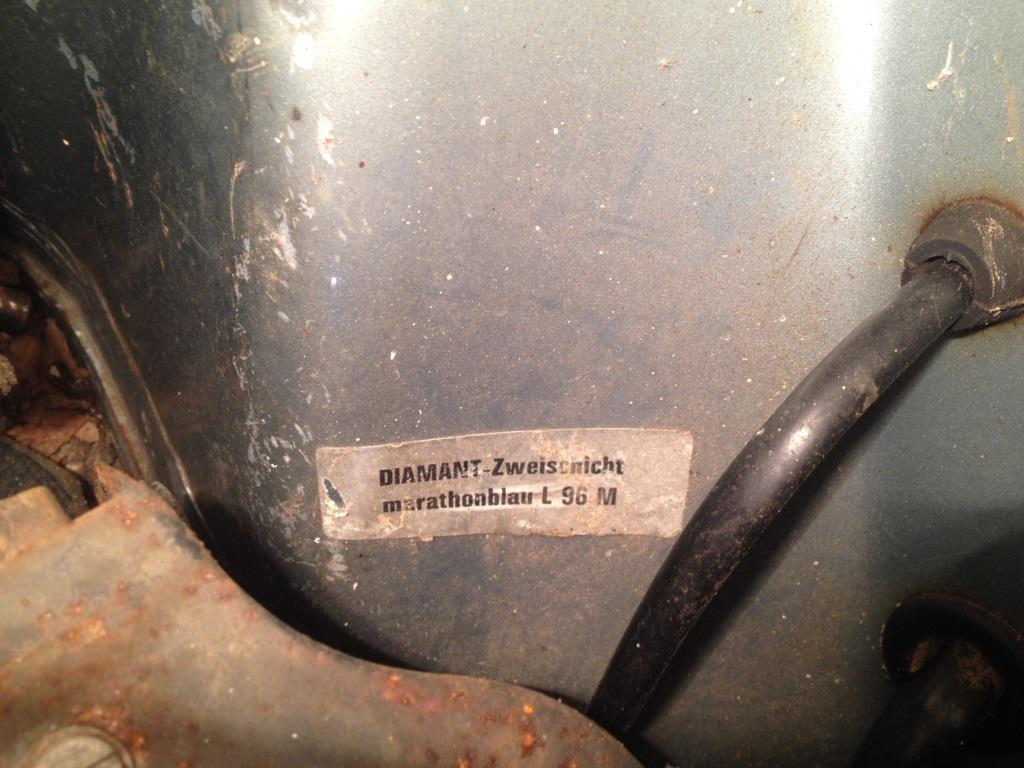 DIAMANT-Zweischicht
marathonblau L 96 M